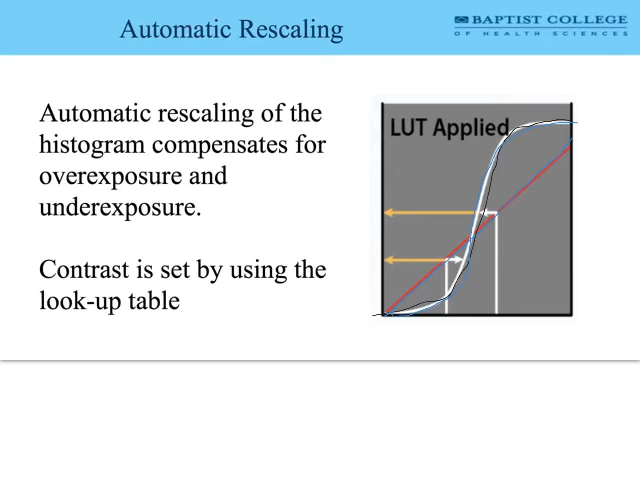 Automatic Rescaling
BAPTIST COLLEGE
OF HEALTH SCIENCES
Automatic rescaling of the
histogram compensates for
overexposure and
underexposure.
Contrast is set by using the
look-up table
LUT Applied